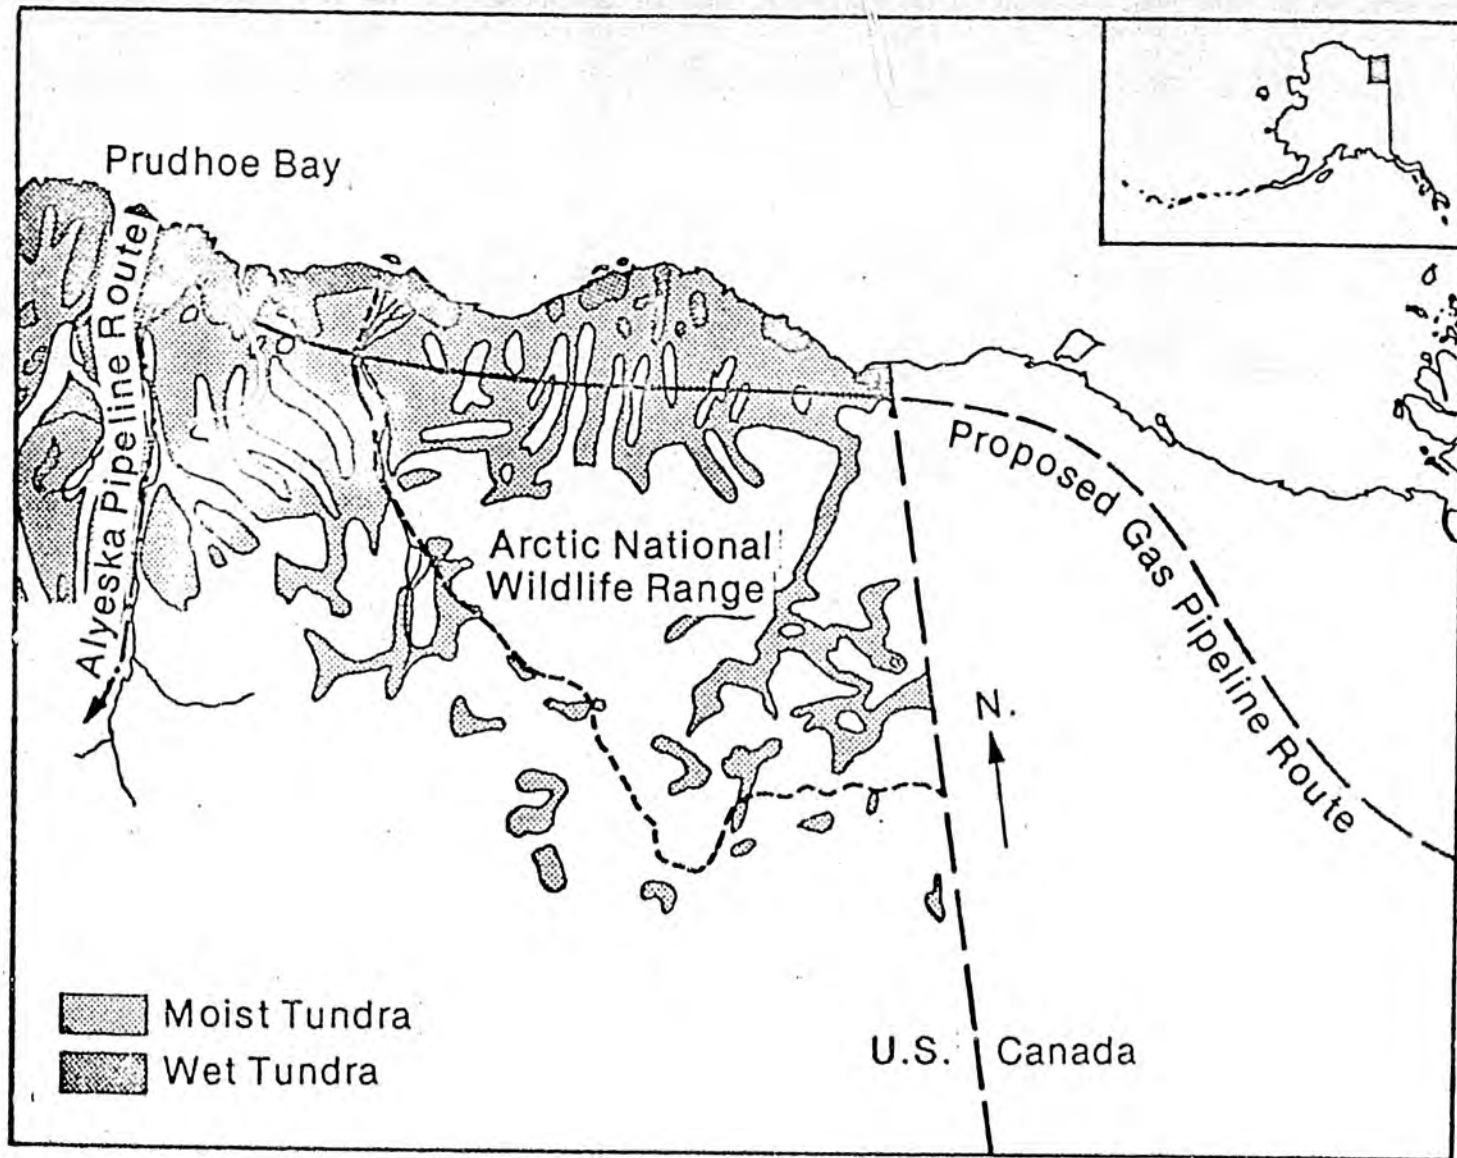 Prudhoe Bay
Alyeska Pipeline Route
Arctic National
Wildlife Range
Proposed Gas Pipeline Route
N.
Moist Tundra
Wet Tundra
U.S.
Canada